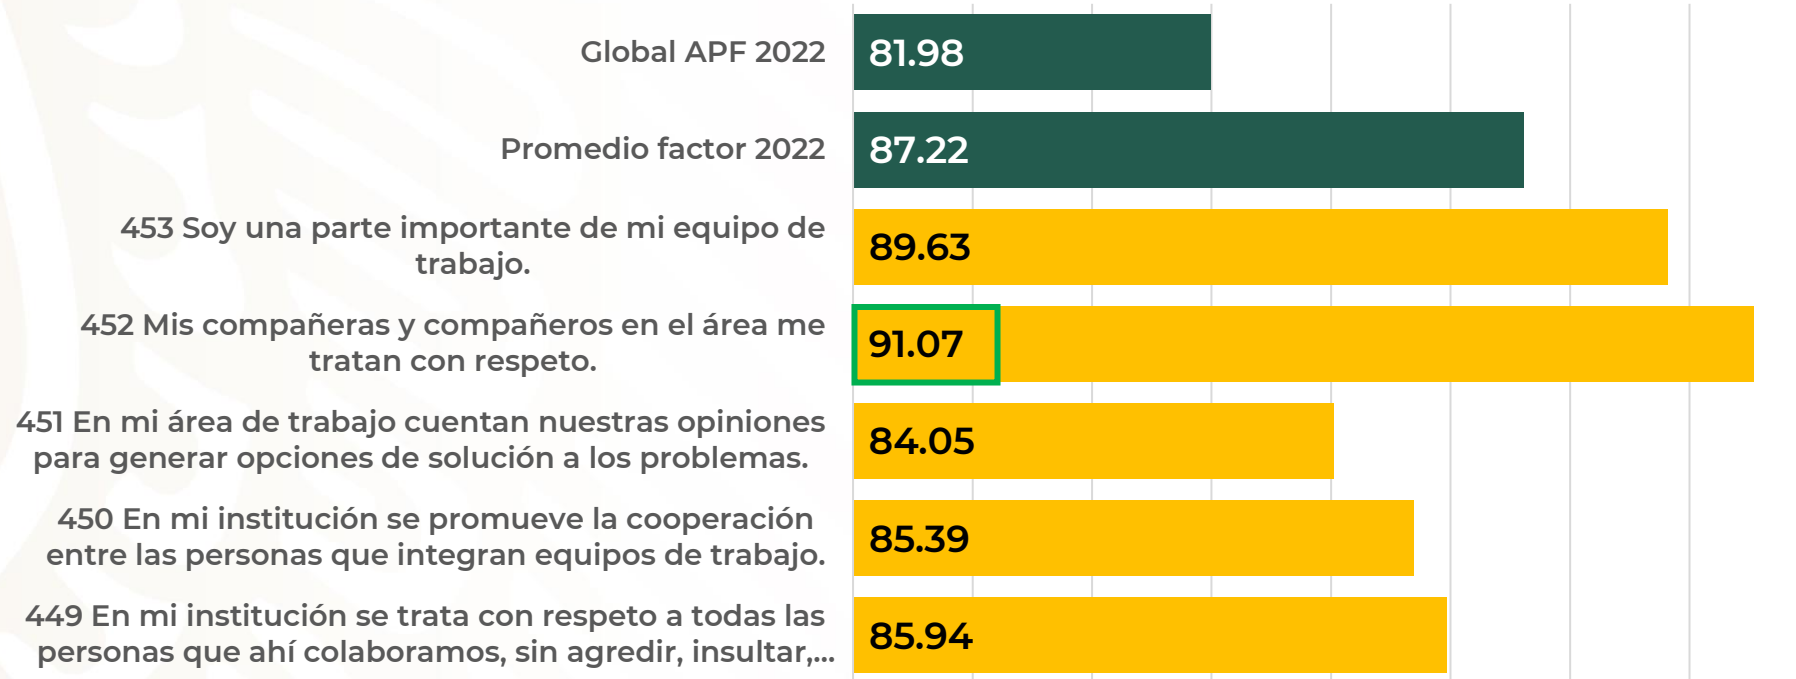 Global APF 2022
81.98
Promedio factor 2022
87.22
453 Soy una parte importante de mi equipo de
trabajo.
89.63
452 Mis compañeras y compañeros en el área me
tratan con respeto.
91.07
451 En mi área de trabajo cuentan nuestras opiniones
para generar opciones de solución a los problemas.
84.05
450 En mi institución se promueve la cooperación
entre las personas que integran equipos de trabajo.
85.39
449 En mi institución se trata con respeto a todas las
personas que ahí colaboramos, sin agredir, insultar,...
85.94